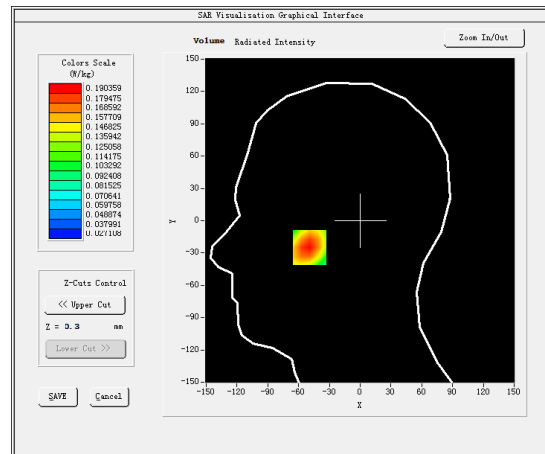 SAR Visualisation Graphical Interface
Volume Radiated Intensity
Zoom In/Out
Colors Scale
(W/kg)
0.190359
0.179475
0.168592
0.157709
0.146825
0.135942
0.125058
0.114175
0.103292
0.092408
0.081525
0.070641
0.059758
0.048874
0.037991
0.027108
Z-Cuts Control
<< Upper Cut
Z = 0.3 mm
Lower Cut >>
SAVE Cancel
150
120
90
60
30
0
-30
-60
-90
-120
-150
Y
-150 -120 -90 -60 -30 0 30 60 90 120 150
X